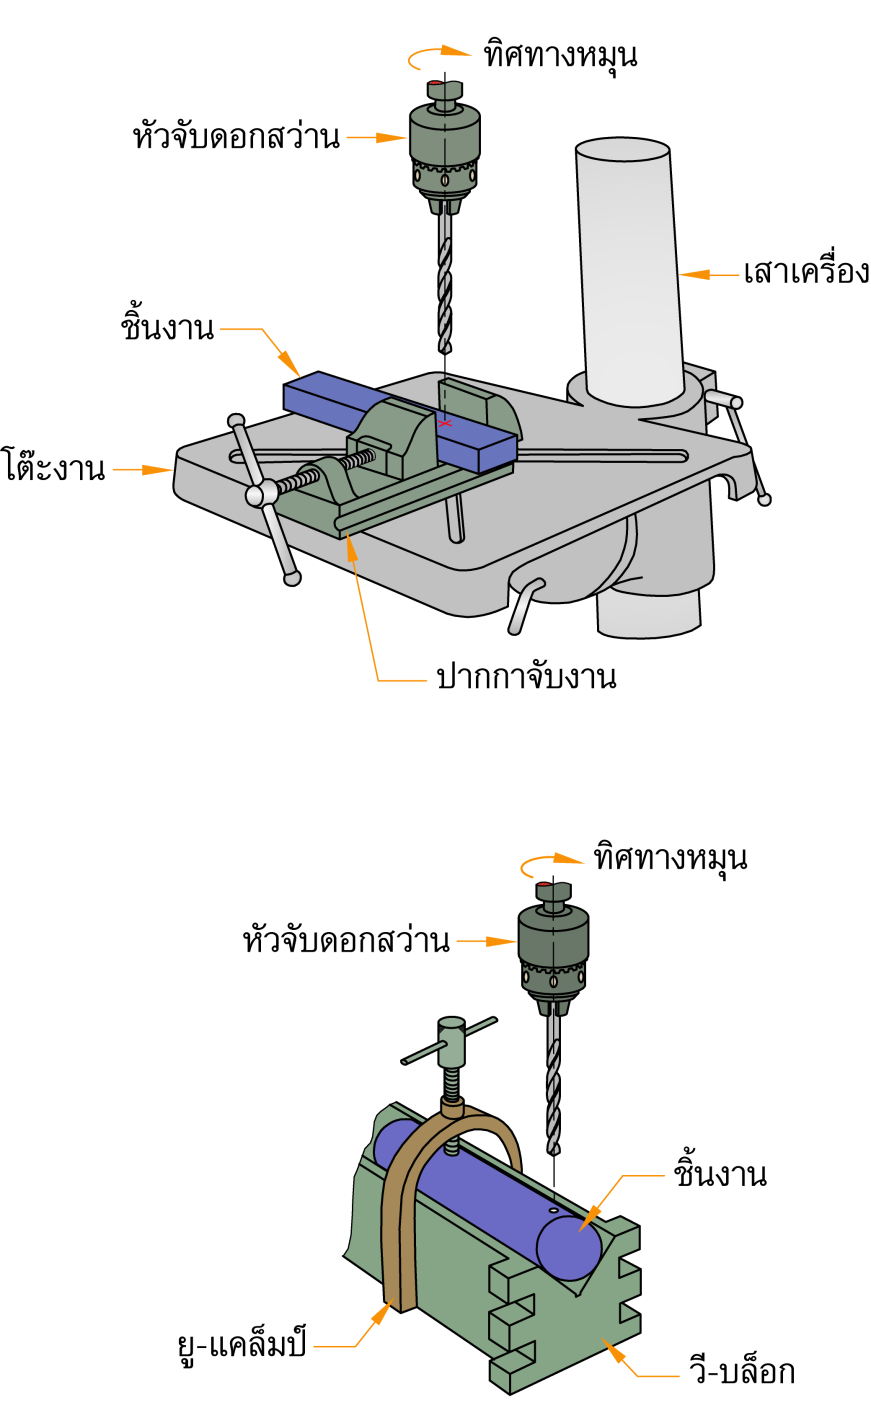 ทิศทางหมุน
หัวจับดอกสว่าน
เสาเครื่อง
ชิ้นงาน
โต๊ะงาน
ปากกาจับงาน
ทิศทางหมุน
หัวจับดอกสว่าน
ชิ้นงาน
ยู-แคล็มป์
วี-บล็อก